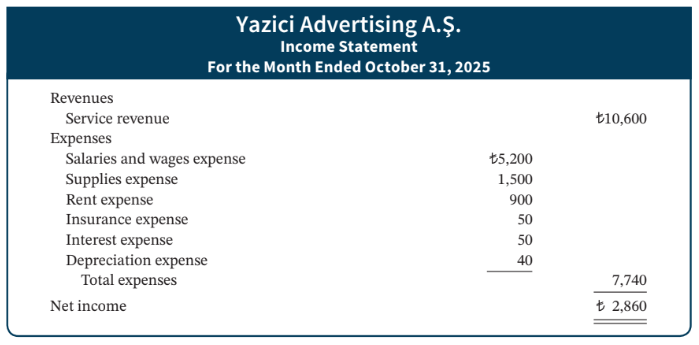 Yazici Advertising A.Ş.
Income Statement
For the Month Ended October 31, 2025
Revenues
Service revenue ₺10,600
Expenses
Salaries and wages expense ₺5,200
Supplies expense 1,500
Rent expense 900
Insurance expense 50
Interest expense 50
Depreciation expense 40
Total expenses 7,740
Net income ₺ 2,860